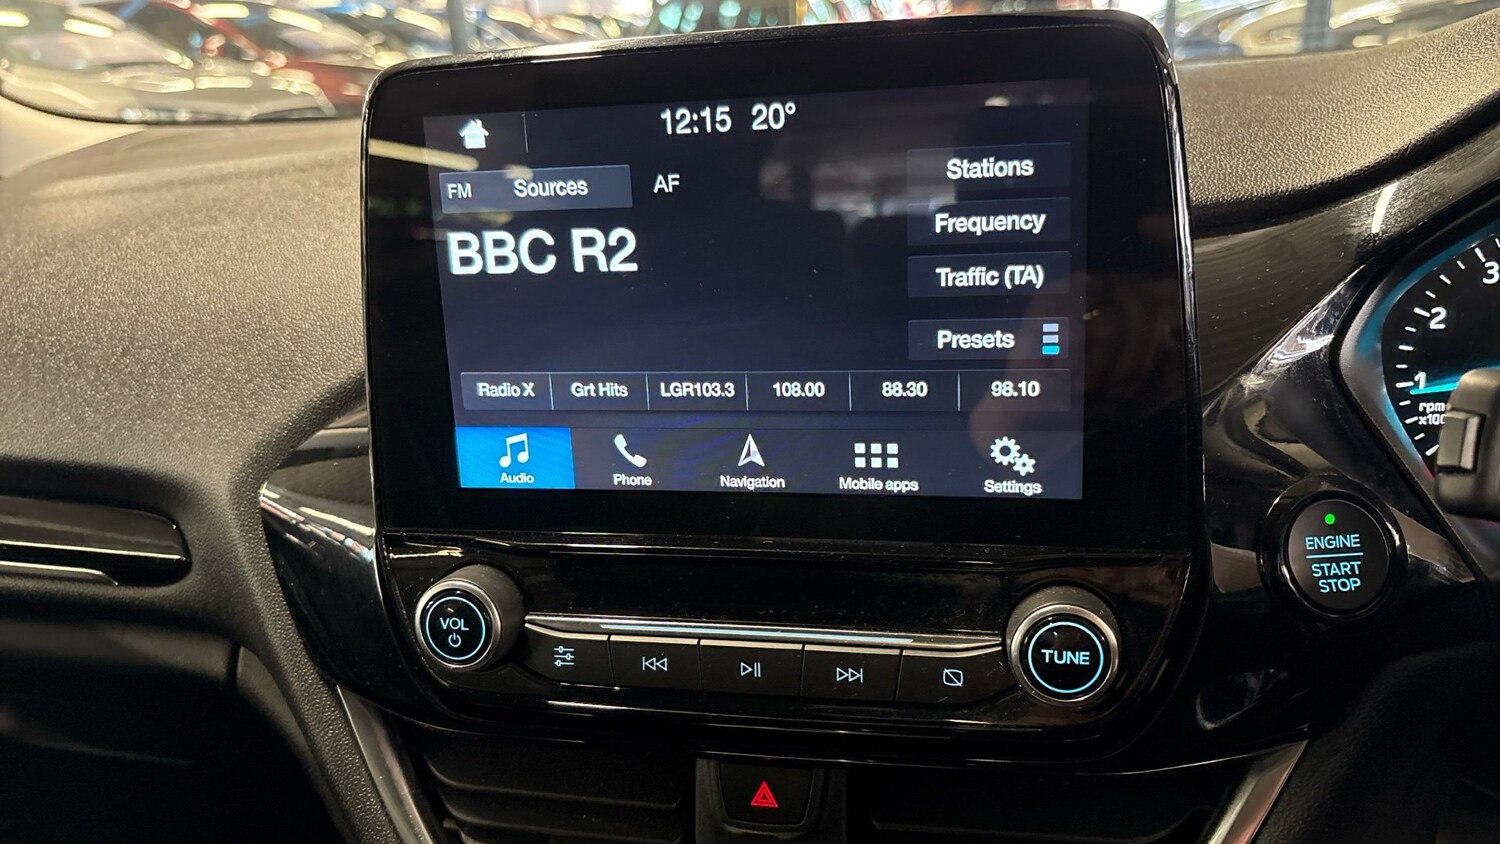 12:15 20°
FM Sources AF
Stations
BBC R2
Frequency
Traffic (TA)
Presets
Radio X Grt Hits LGR103.3 108.00 88.30 98.10
Audio Phone Navigation Mobile apps Settings
VOL
TUNE
ENGINE
START
STOP
3
2
1
rpm
x100